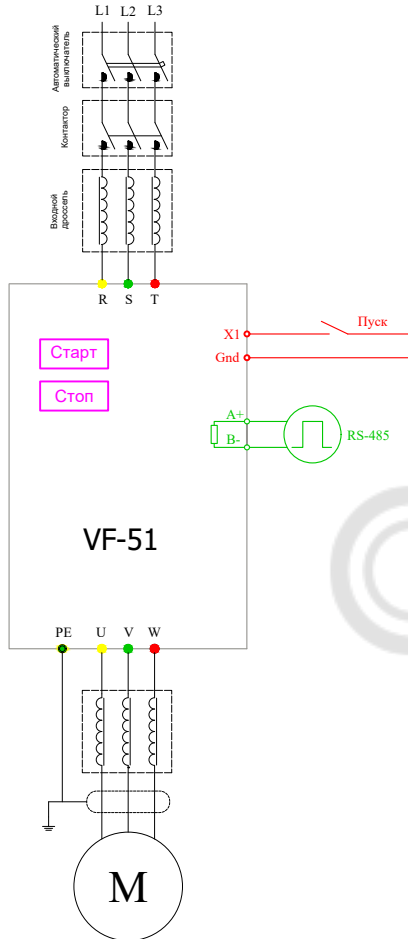 L1 L2 L3
Автоматический
выключатель
Контактор
Входной
дроссель
R S T
Старт
Стоп
X1
Пуск
Gnd
A+
B-
RS-485
VF-51
PE U V W
M